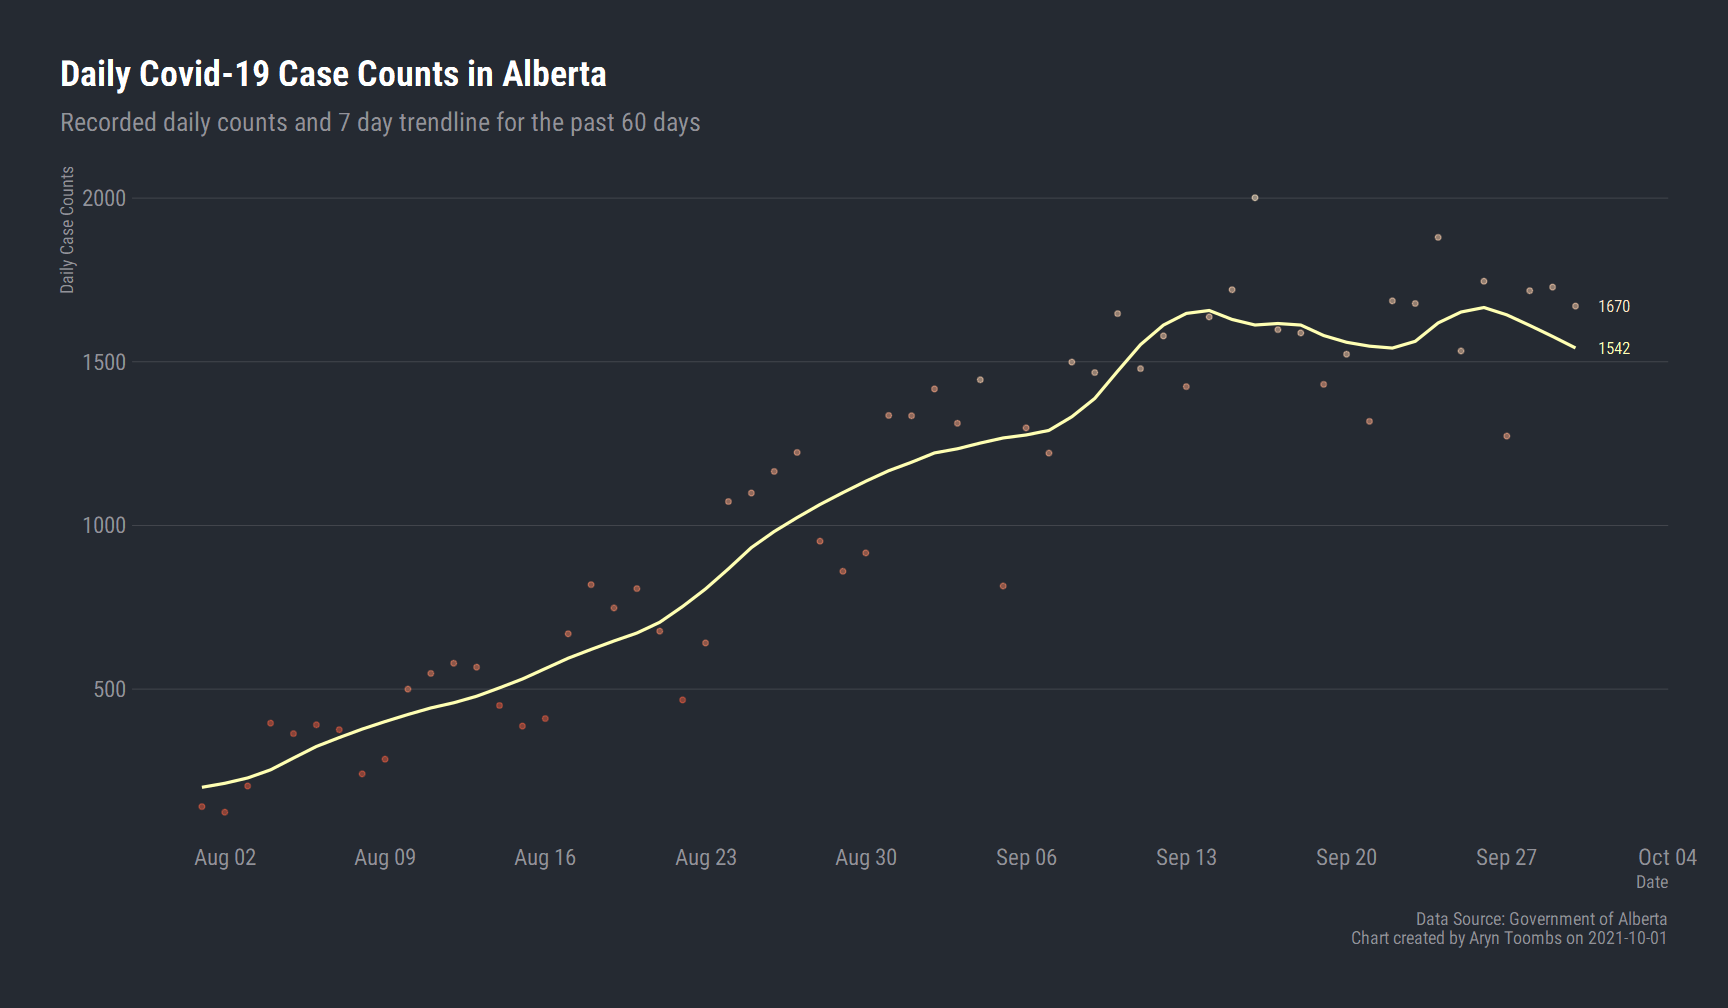 Daily Covid-19 Case Counts in Alberta
Recorded daily counts and 7 day trendline for the past 60 days
Daily Case Counts
2000
1500
1000
500
1670
1542
Aug 02 Aug 09 Aug 16 Aug 23 Aug 30 Sep 06 Sep 13 Sep 20 Sep 27 Oct 04
Date
Data Source: Government of Alberta
Chart created by Aryn Toombs on 2021-10-01